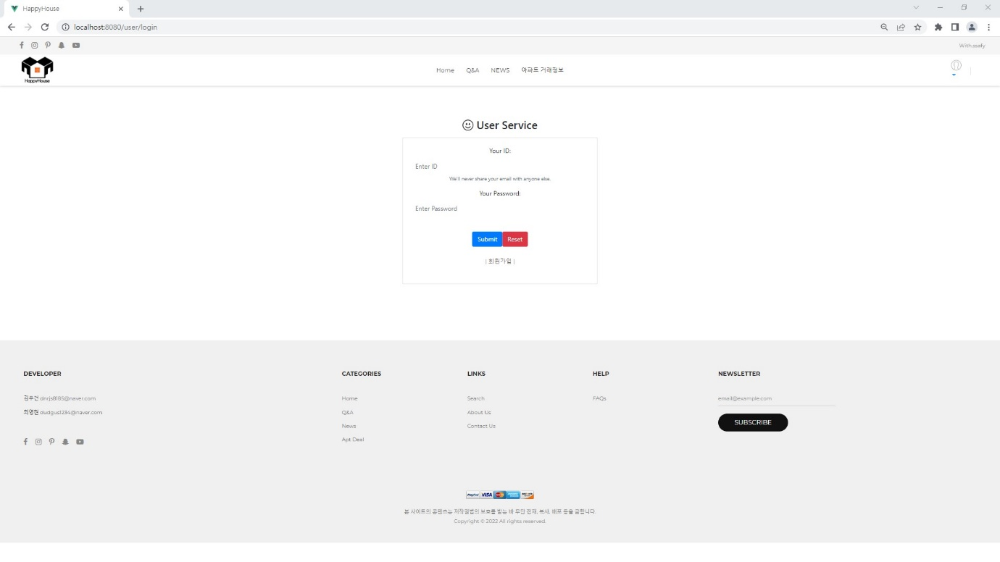 HappyHouse
localhost:8080/user/login
With.ssafy
HappyHouse
Home Q&A NEWS 아파트 거래정보
User Service
Your ID:
Enter ID
We'll never share your email with anyone else.
Your Password:
Enter Password
Submit Reset
| 회원가입 |
DEVELOPER
김우건 dnrjs8185@naver.com
최영현 dudgus1234@naver.com
CATEGORIES
Home
Q&A
News
Apt Deal
LINKS
Search
About Us
Contact Us
HELP
FAQs
NEWSLETTER
email@example.com
SUBSCRIBE
PayPal VISA
본 사이트의 콘텐츠는 저작권법의 보호를 받는 바 무단 전재, 복사, 배포 등을 금합니다.
Copyright © 2022 All rights reserved.